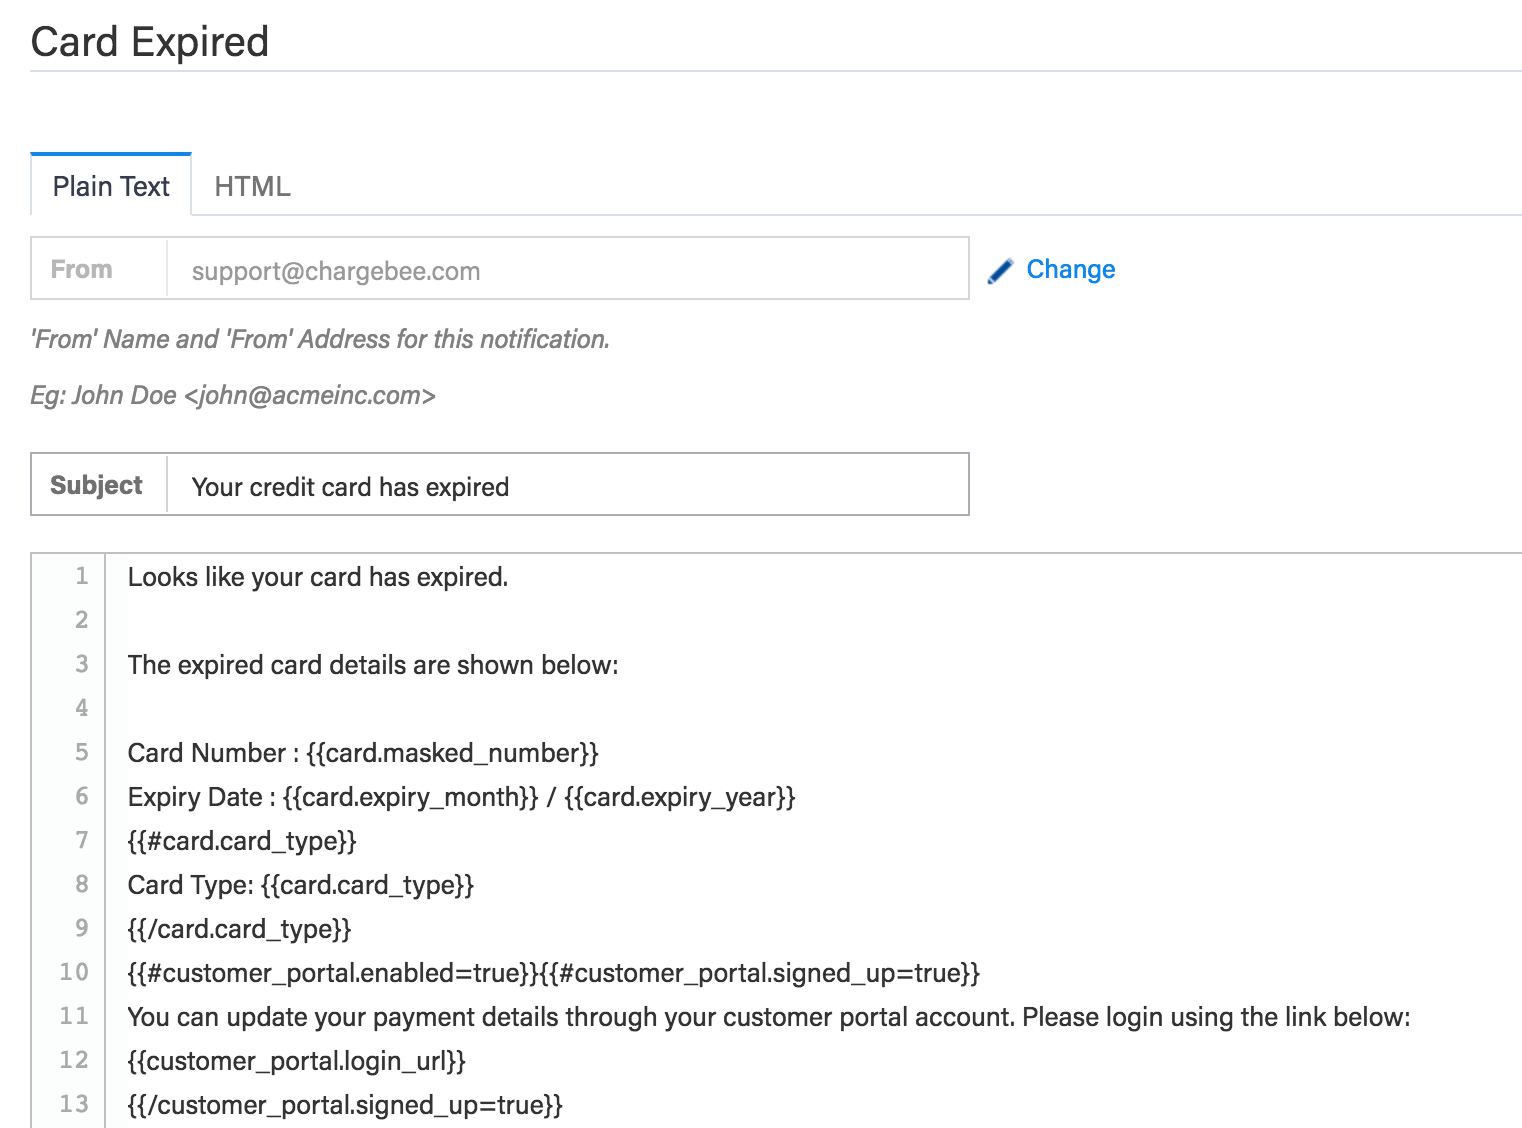 Card Expired
Plain Text HTML
From support@chargebee.com Change
'From' Name and 'From' Address for this notification.
Eg: John Doe <john@acmeinc.com>
Subject Your credit card has expired
1 Looks like your card has expired.
2
3 The expired card details are shown below:
4
5 Card Number : {{card.masked_number}}
6 Expiry Date : {{card.expiry_month}} / {{card.expiry_year}}
7 {{#card.card_type}}
8 Card Type: {{card.card_type}}
9 {{/card.card_type}}
10 {{#customer_portal.enabled=true}}{{#customer_portal.signed_up=true}}
11 You can update your payment details through your customer portal account. Please login using the link below:
12 {{customer_portal.login_url}}
13 {{/customer_portal.signed_up=true}}